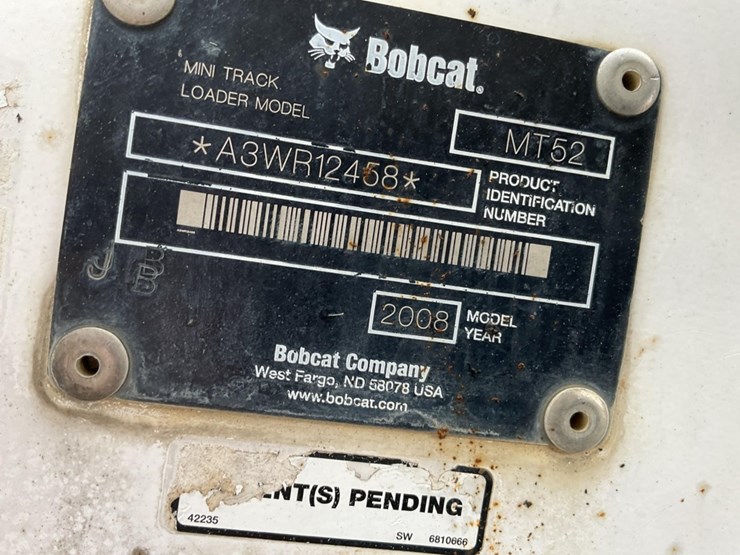 Bobcat®
MINI TRACK
LOADER MODEL
MT52
*A3WR12458*
PRODUCT
IDENTIFICATION
NUMBER
2008
MODEL
YEAR
Bobcat Company
West Fargo, ND 58078 USA
www.bobcat.com
ENT(S) PENDING
42235
SW 6810666